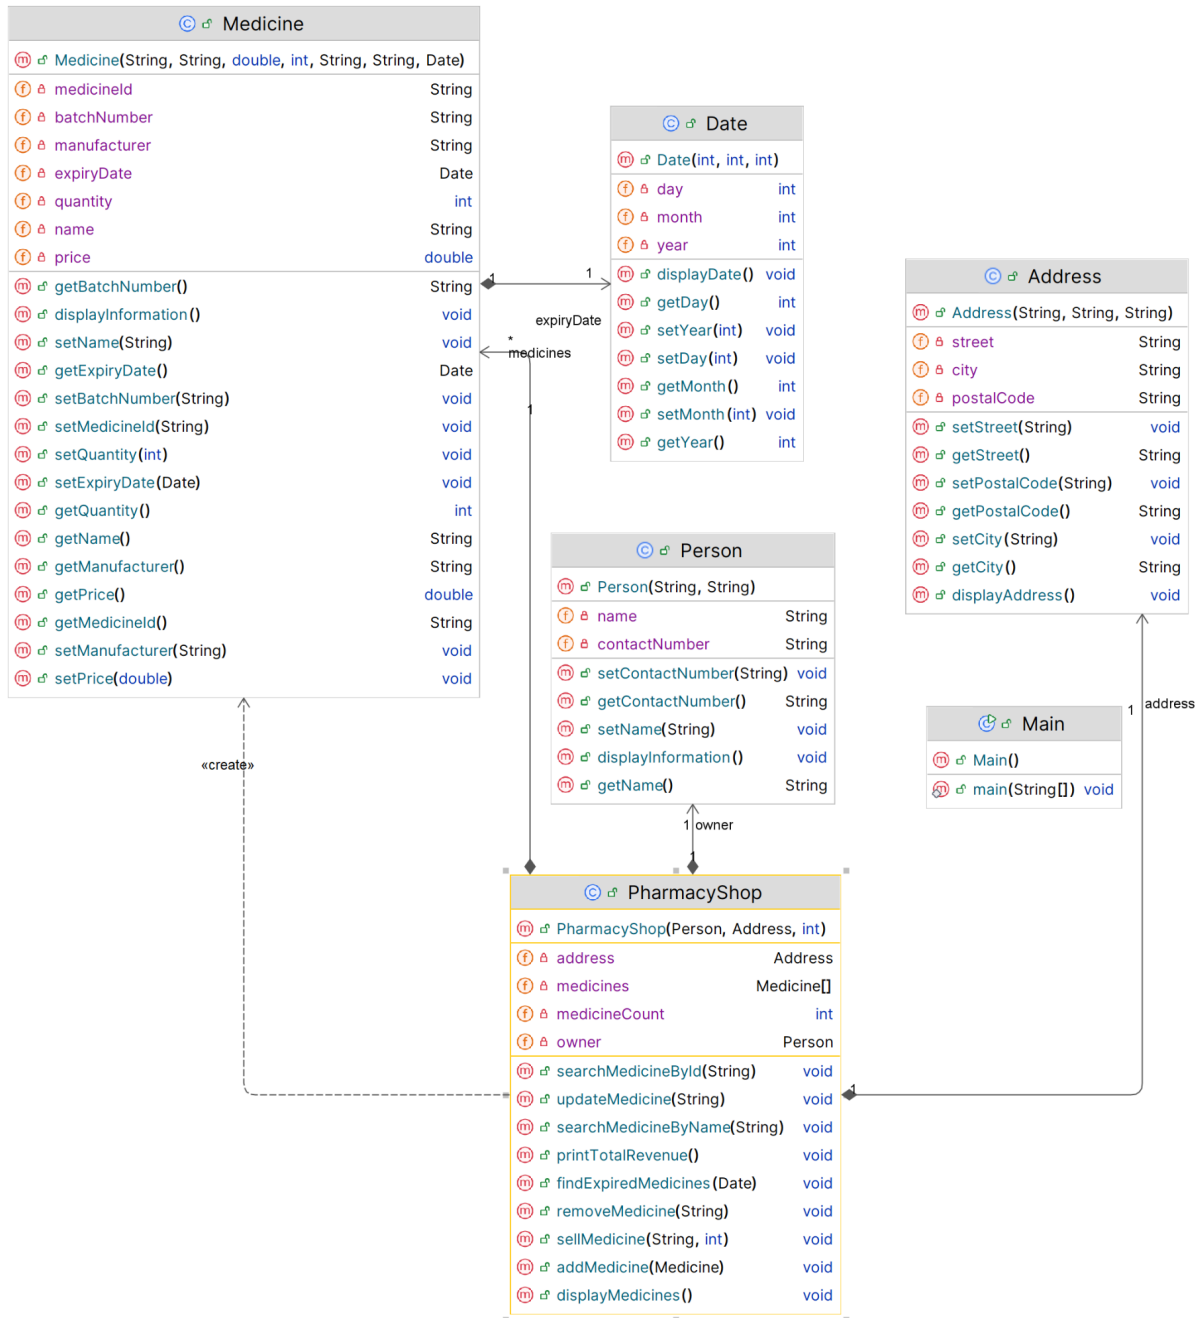 Medicine
Medicine(String, String, double, int, String, String, Date)
medicineId String
batchNumber String
manufacturer String
expiryDate Date
quantity int
name String
price double
getBatchNumber() String
displayInformation() void
setName(String) void
getExpiryDate() Date
setBatchNumber(String) void
setMedicineId(String) void
setQuantity(int) void
setExpiryDate(Date) void
getQuantity() int
getName() String
getManufacturer() String
getPrice() double
getMedicineId() String
setManufacturer(String) void
setPrice(double) void
Date
Date(int, int, int)
day int
month int
year int
displayDate() void
getDay() int
setYear(int) void
setDay(int) void
getMonth() int
setMonth(int) void
getYear() int
1
1
expiryDate
*
medicines
1
Address
Address(String, String, String)
street String
city String
postalCode String
setStreet(String) void
getStreet() String
setPostalCode(String) void
getPostalCode() String
setCity(String) void
getCity() String
displayAddress() void
Person
Person(String, String)
name String
contactNumber String
setContactNumber(String) void
getContactNumber() String
setName(String) void
displayInformation() void
getName() String
1 address
Main
Main()
main(String[]) void
«create»
1 owner
1
PharmacyShop
PharmacyShop(Person, Address, int)
address Address
medicines Medicine[]
medicineCount int
owner Person
searchMedicineById(String) void
updateMedicine(String) void
searchMedicineByName(String) void
printTotalRevenue() void
findExpiredMedicines(Date) void
removeMedicine(String) void
sellMedicine(String, int) void
addMedicine(Medicine) void
displayMedicines() void
1